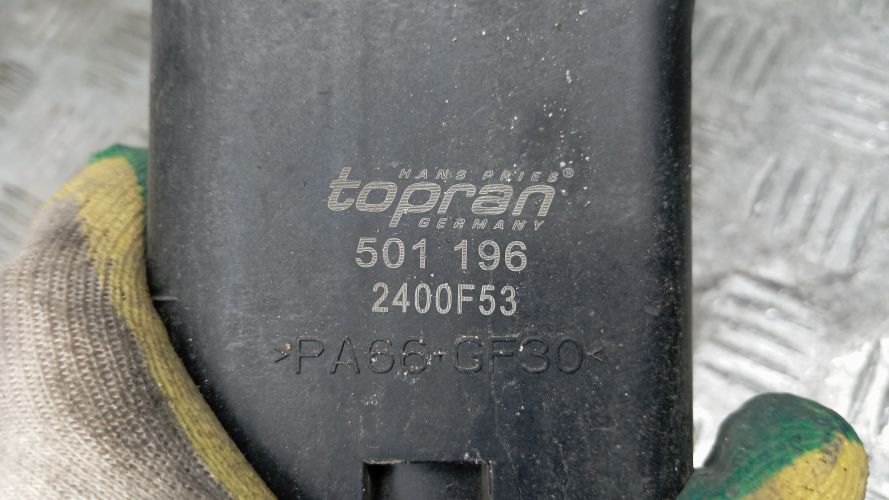 HANS PRIES®
topran
GERMANY
501 196
2400F53
>PA66-GF30<